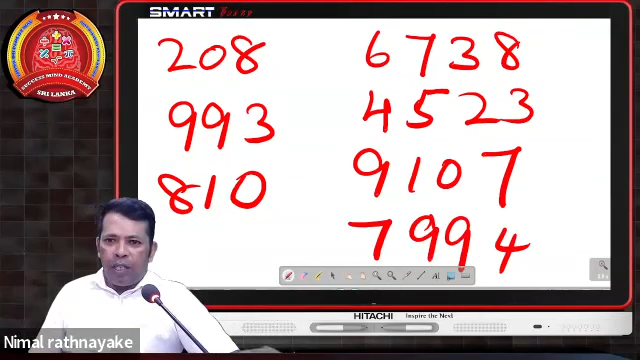 SMART Board
SUCCESS MIND ACADEMY
SRI LANKA
208
993
810
6738
4523
9107
7994
HITACHI Inspire the Next
Nimal rathnayake